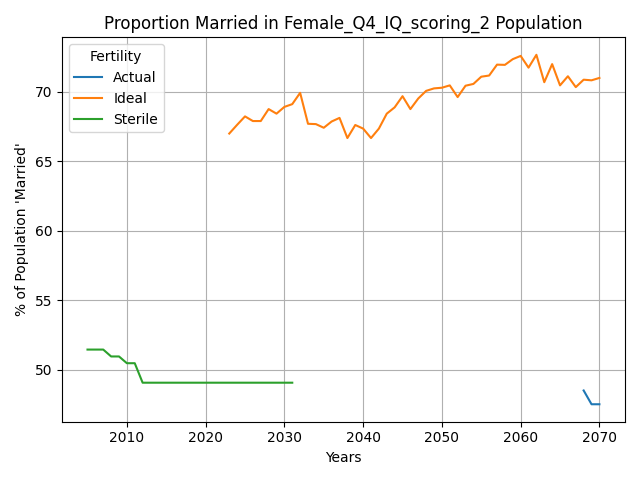 Proportion Married in Female_Q4_IQ_scoring_2 Population
Fertility
Actual
Ideal
Sterile
% of Population 'Married'
70
65
60
55
50
2010
2020
2030
2040
2050
2060
2070
Years